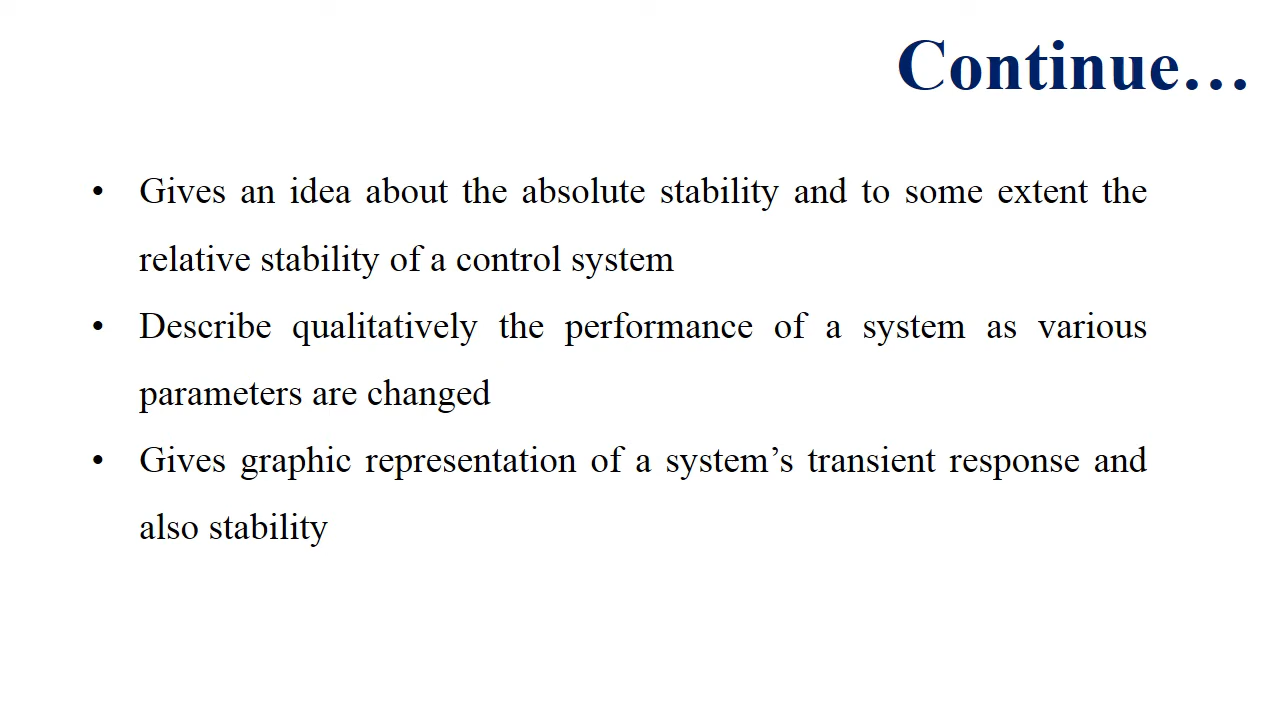 Continue…
• Gives an idea about the absolute stability and to some extent the
relative stability of a control system
• Describe qualitatively the performance of a system as various
parameters are changed
• Gives graphic representation of a system’s transient response and
also stability